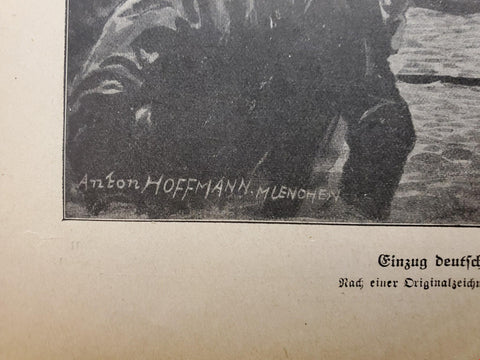 Anton HOFFMANN. MUENCHEN
Einzug deutsch
Nach einer Originalzeichn